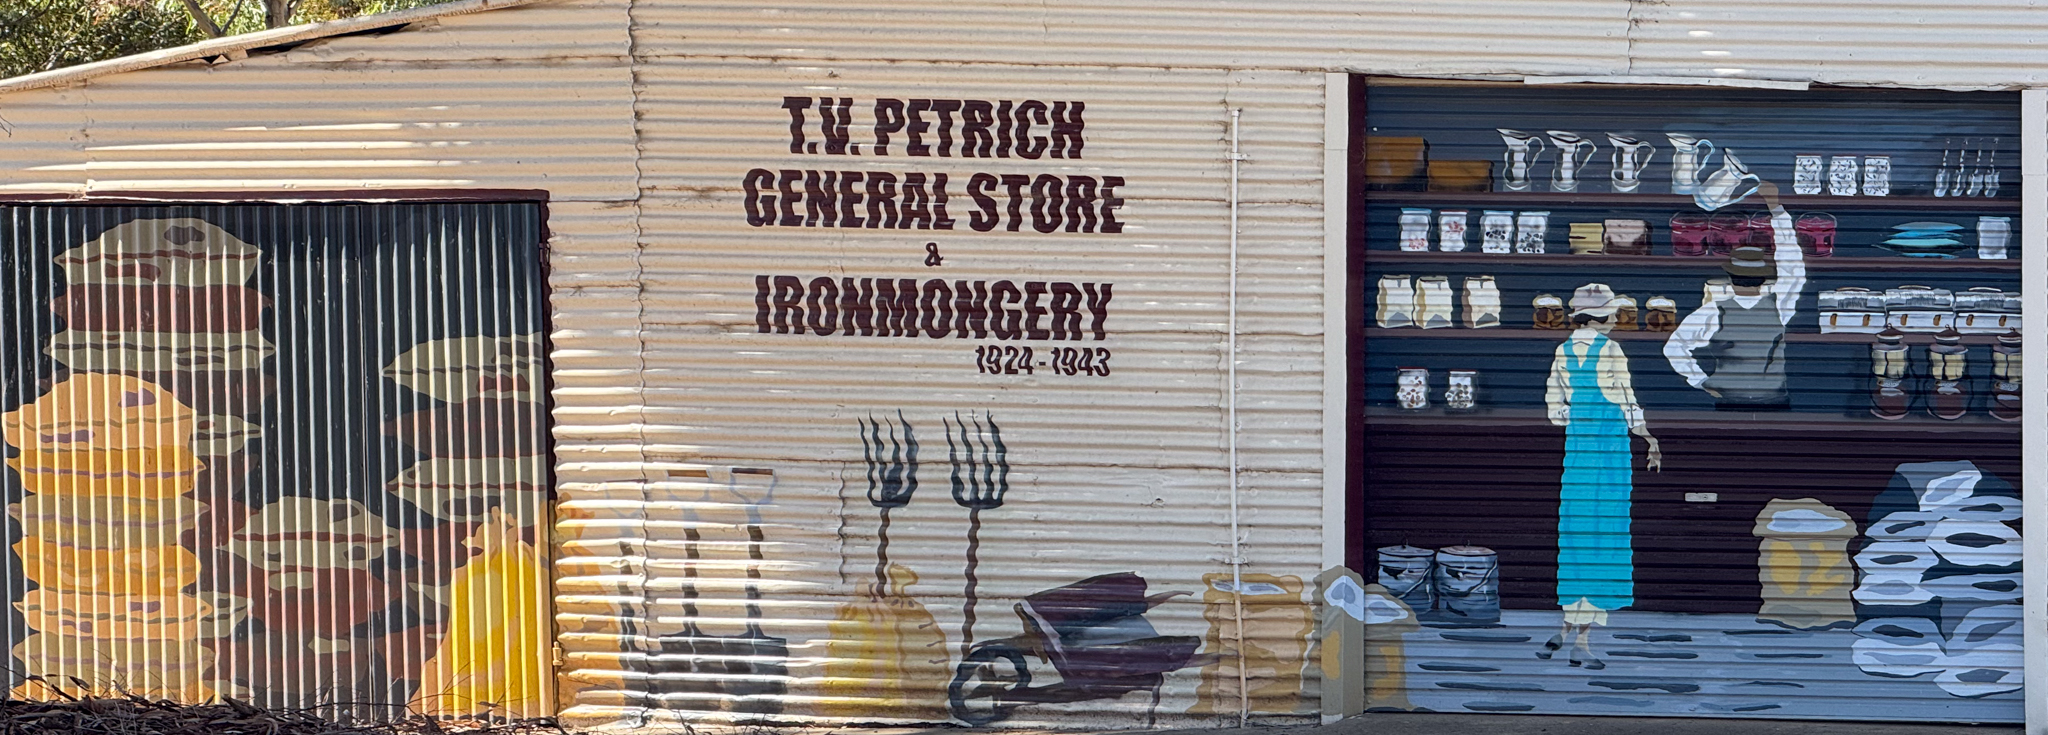 T.V. PETRICH
GENERAL STORE
&
IRONMONGERY
1924-1943